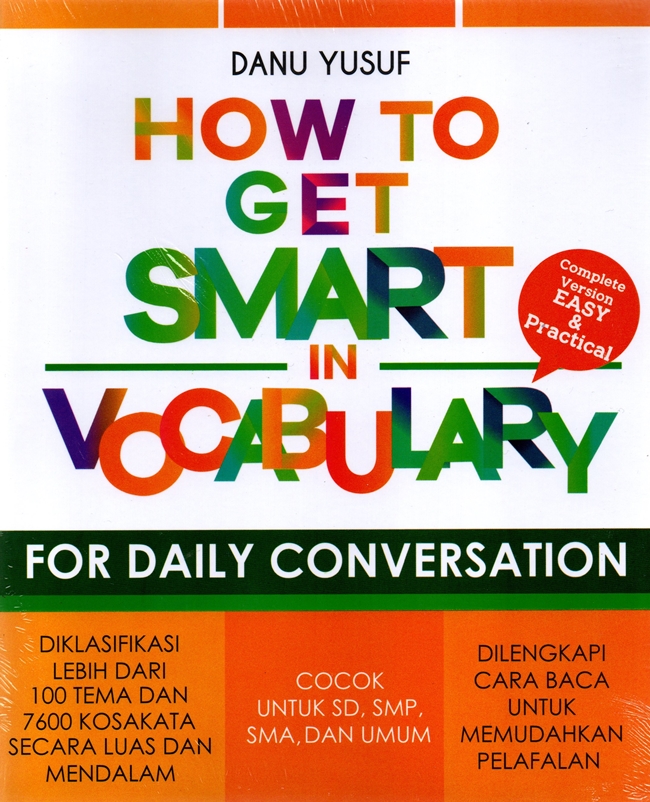 DANU YUSUF
HOW TO
GET
SMART
IN
VOCABULARY
Complete
Version
EASY
&
Practical
FOR DAILY CONVERSATION
DIKLASIFIKASI
LEBIH DARI
100 TEMA DAN
7600 KOSAKATA
SECARA LUAS DAN
MENDALAM
COCOK
UNTUK SD, SMP,
SMA, DAN UMUM
DILENGKAPI
CARA BACA
UNTUK
MEMUDAHKAN
PELAFALAN